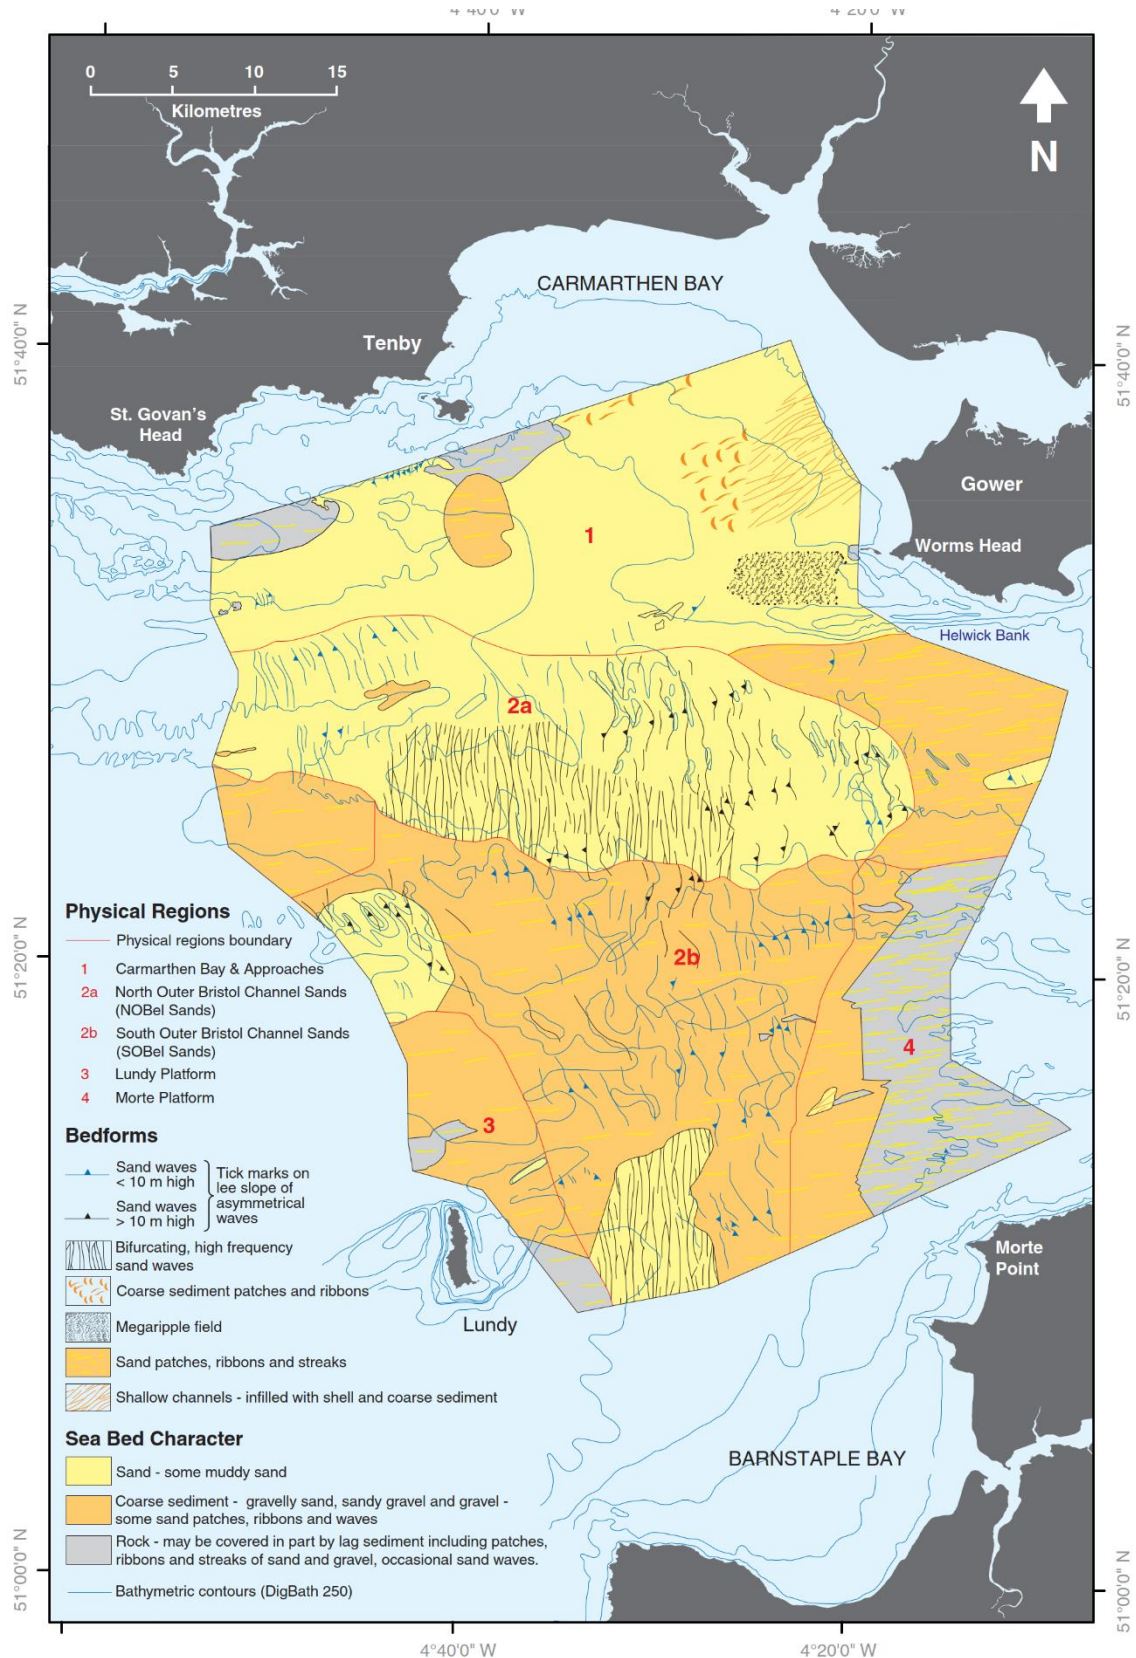 4°40'0" W
4°20'0" W
0 5 10 15
Kilometres
N
CARMARTHEN BAY
51°40'0" N
51°40'0" N
Tenby
St. Govan's
Head
Gower
1
Worms Head
Helwick Bank
2a
Physical Regions
Physical regions boundary
1 Carmarthen Bay & Approaches
2a North Outer Bristol Channel Sands
(NOBel Sands)
2b South Outer Bristol Channel Sands
(SOBel Sands)
3 Lundy Platform
4 Morte Platform
51°20'0" N
51°20'0" N
2b
4
3
Bedforms
Sand waves
< 10 m high
Sand waves
> 10 m high
Tick marks on
lee slope of
asymmetrical
waves
Bifurcating, high frequency
sand waves
Coarse sediment patches and ribbons
Megaripple field
Sand patches, ribbons and streaks
Shallow channels - infilled with shell and coarse sediment
Lundy
Morte
Point
Sea Bed Character
Sand - some muddy sand
Coarse sediment - gravelly sand, sandy gravel and gravel -
some sand patches, ribbons and waves
Rock - may be covered in part by lag sediment including patches,
ribbons and streaks of sand and gravel, occasional sand waves.
Bathymetric contours (DigBath 250)
BARNSTAPLE BAY
51°00'0" N
51°00'0" N
4°40'0" W
4°20'0" W